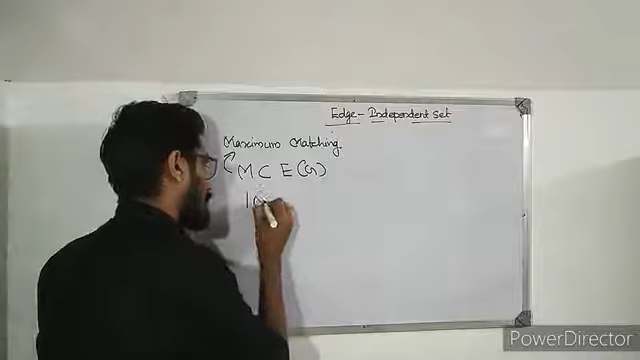 Edge - Independent Set
Maximum Matching.
M ⊂ E(G)
PowerDirector